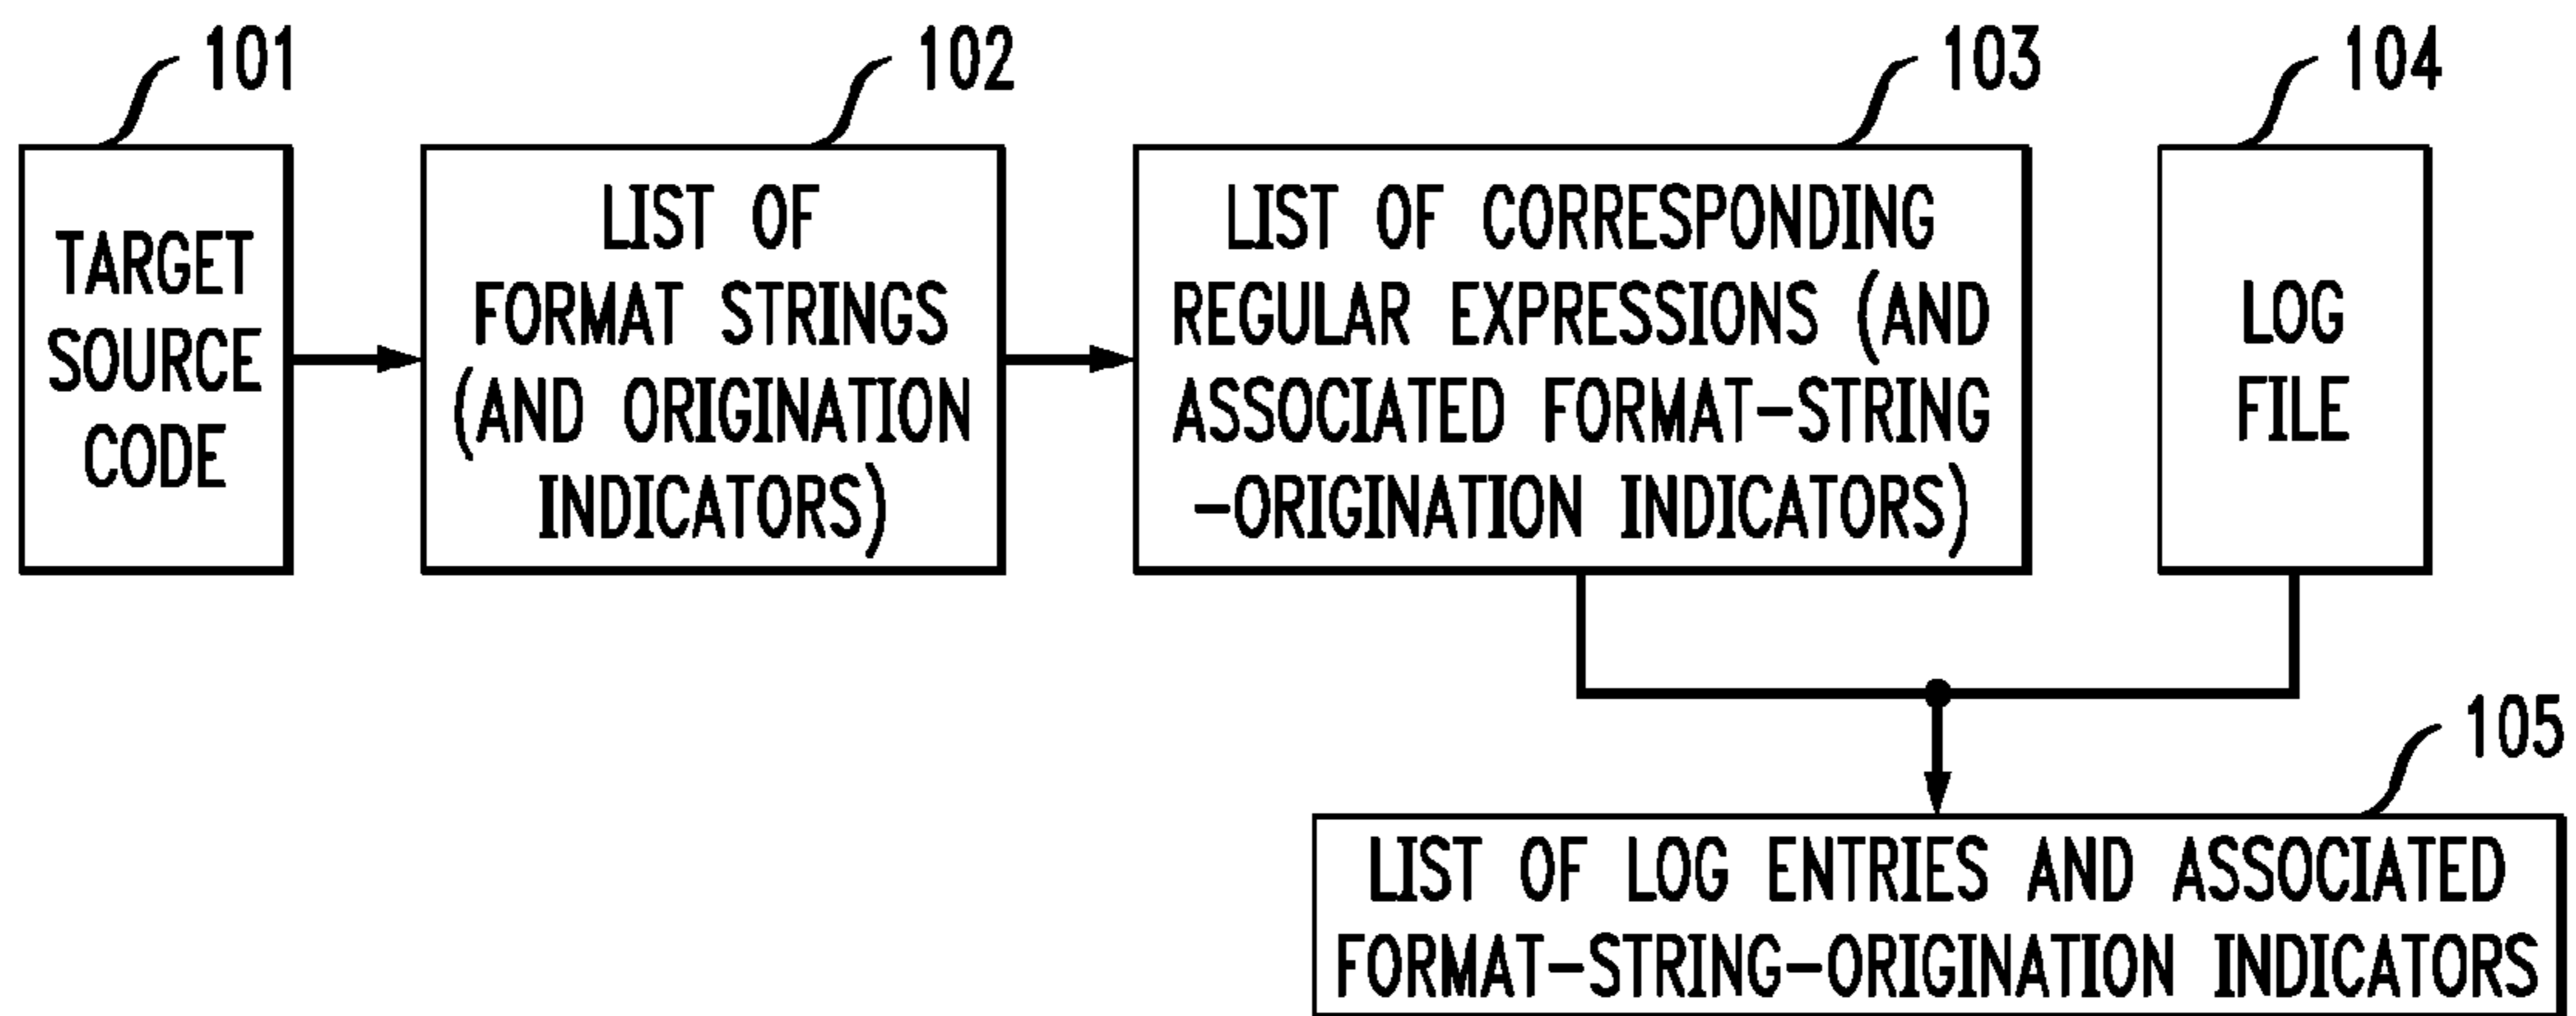 101
102
103
104
TARGET
SOURCE
CODE
LIST OF
FORMAT STRINGS
(AND ORIGINATION
INDICATORS)
LIST OF CORRESPONDING
REGULAR EXPRESSIONS (AND
ASSOCIATED FORMAT-STRING
-ORIGINATION INDICATORS)
LOG
FILE
105
LIST OF LOG ENTRIES AND ASSOCIATED
FORMAT-STRING-ORIGINATION INDICATORS